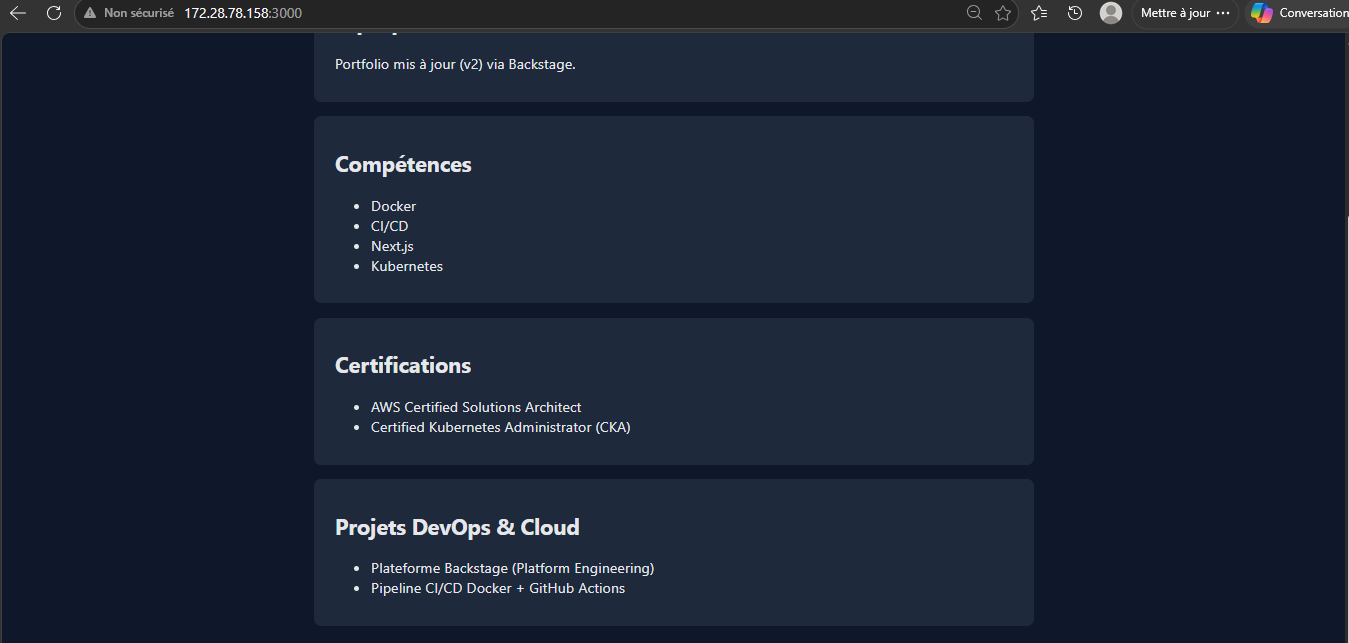 Non sécurisé 172.28.78.158:3000 Mettre à jour Conversation
Portfolio mis à jour (v2) via Backstage.
Compétences
Docker
CI/CD
Next.js
Kubernetes
Certifications
AWS Certified Solutions Architect
Certified Kubernetes Administrator (CKA)
Projets DevOps & Cloud
Plateforme Backstage (Platform Engineering)
Pipeline CI/CD Docker + GitHub Actions